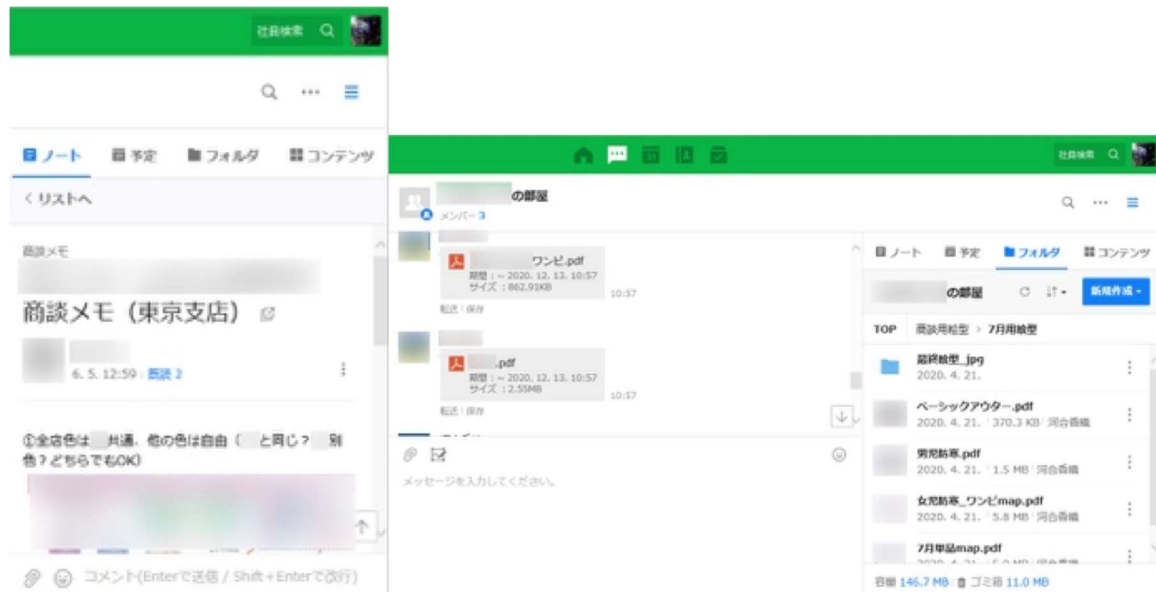 社員検索
ノート 予定 フォルダ コンテンツ
< リストへ
商談メモ
商談メモ（東京支店）
6. 5. 12:59 既読 2
①全店色は 共通、他の色は自由（ と同じ？ 別
色？どちらでもOK）
コメント(Enterで送信 / Shift+Enterで改行)
社員検索
の部屋
メンバー 3
ワンピ.pdf
期間 : ~ 2020. 12. 13. 10:57
サイズ : 862.91KB
10:57
転送 保存
.pdf
期間 : ~ 2020. 12. 13. 10:57
サイズ : 2.55MB
10:57
転送 保存
メッセージを入力してください。
ノート 予定 フォルダ コンテンツ
の部屋 新規作成
TOP 商談用絵型 > 7月用絵型
最終絵型_jpg
2020. 4. 21.
ベーシックアウター.pdf
2020. 4. 21. 370.3 KB 河合香織
男児防寒.pdf
2020. 4. 21. 1.5 MB 河合香織
女児防寒_ワンピmap.pdf
2020. 4. 21. 5.8 MB 河合香織
7月単品map.pdf
容量 146.7 MB ゴミ箱 11.0 MB